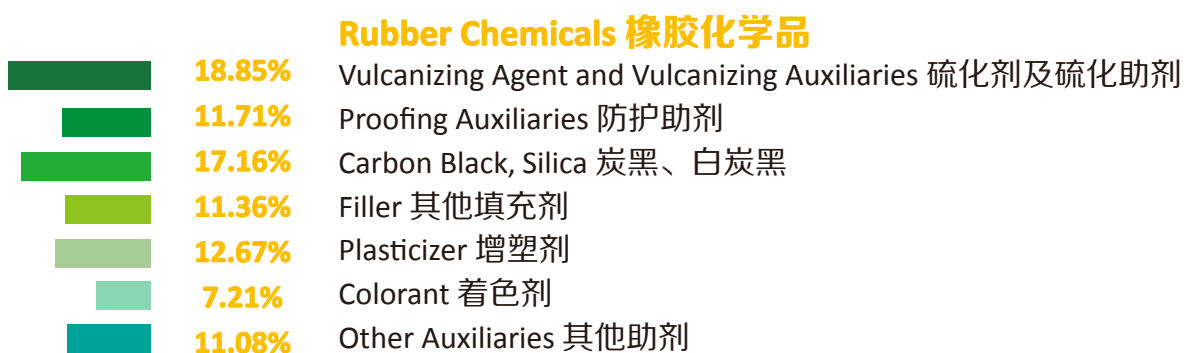 Rubber Chemicals 橡胶化学品
18.85% Vulcanizing Agent and Vulcanizing Auxiliaries 硫化剂及硫化助剂
11.71% Proofing Auxiliaries 防护助剂
17.16% Carbon Black, Silica 炭黑、白炭黑
11.36% Filler 其他填充剂
12.67% Plasticizer 增塑剂
7.21% Colorant 着色剂
11.08% Other Auxiliaries 其他助剂